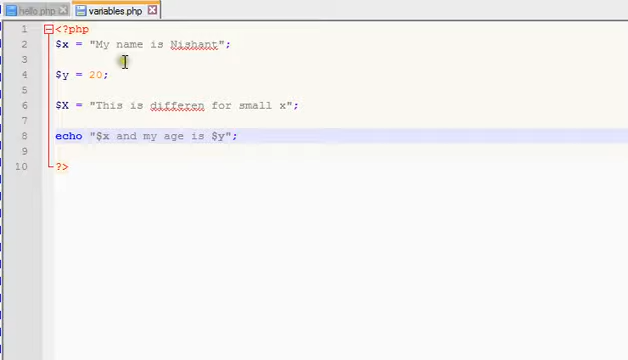 hello.php variables.php
1 <?php
2 $x = "My name is Nishant";
3
4 $y = 20;
5
6 $X = "This is differen for small x";
7
8 echo "$x and my age is $y";
9
10 ?>